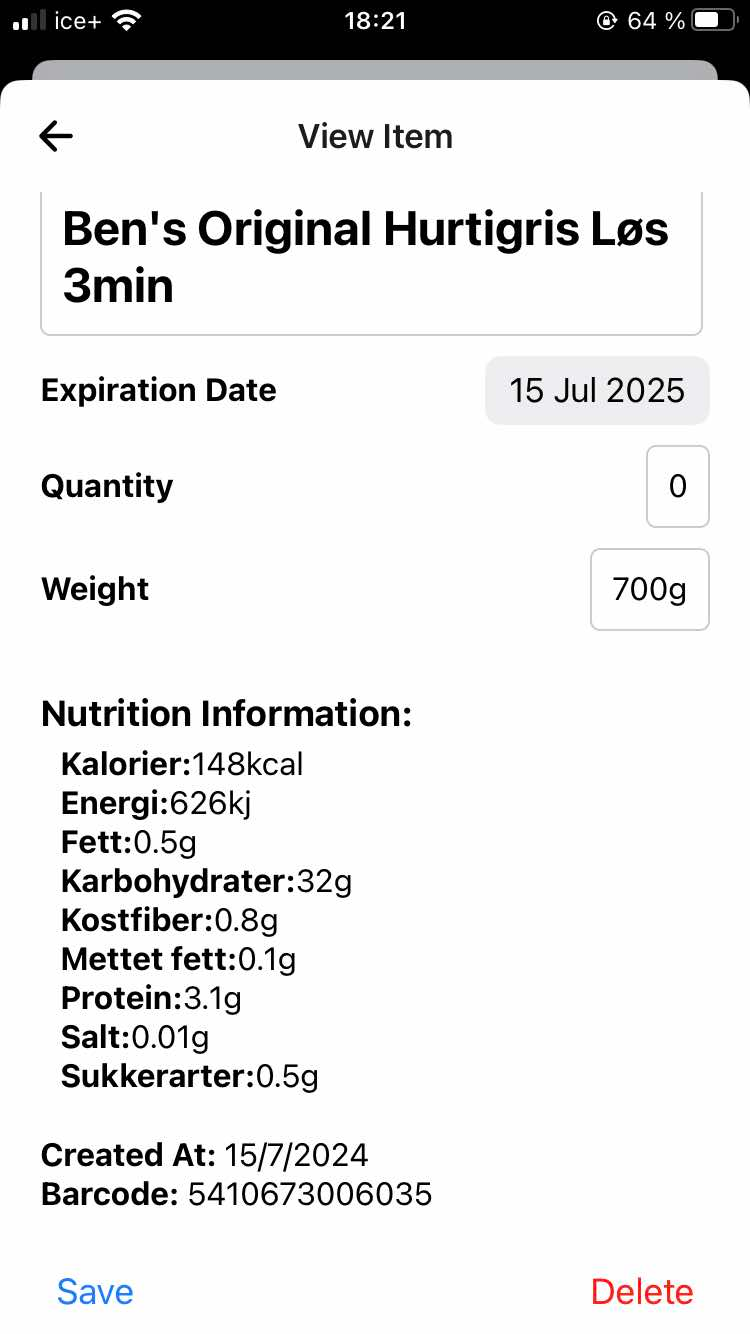 ice+ 18:21 64 %
View Item
Ben's Original Hurtigris Løs
3min
Expiration Date 15 Jul 2025
Quantity 0
Weight 700g
Nutrition Information:
Kalorier:148kcal
Energi:626kj
Fett:0.5g
Karbohydrater:32g
Kostfiber:0.8g
Mettet fett:0.1g
Protein:3.1g
Salt:0.01g
Sukkerarter:0.5g
Created At: 15/7/2024
Barcode: 5410673006035
Save Delete